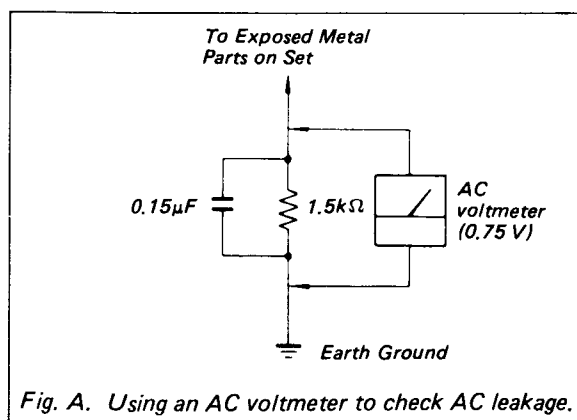 To Exposed Metal
Parts on Set
0.15μF
1.5kΩ
AC
voltmeter
(0.75 V)
Earth Ground
Fig. A. Using an AC voltmeter to check AC leakage.